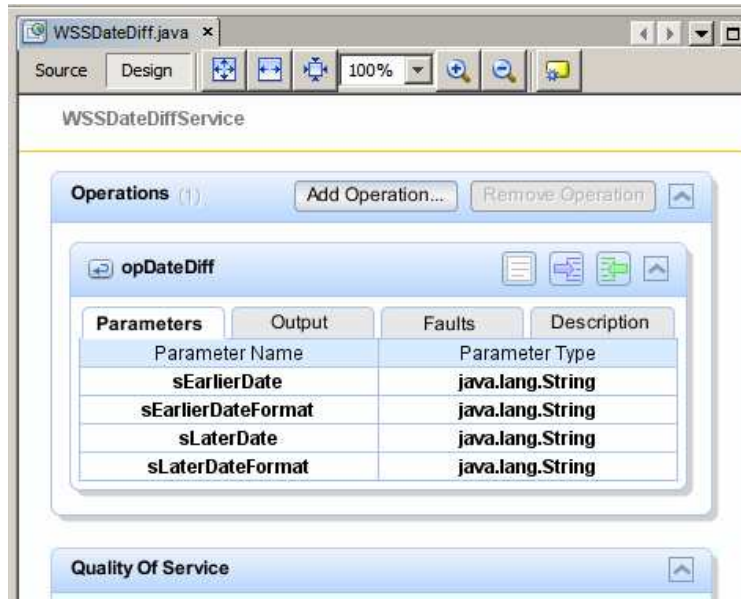 WSSDateDiff.java ×
Source Design 100%
WSSDateDiffService
Operations (1) Add Operation... Remove Operation
opDateDiff
Parameters Output Faults Description
Parameter Name Parameter Type
sEarlierDate java.lang.String
sEarlierDateFormat java.lang.String
sLaterDate java.lang.String
sLaterDateFormat java.lang.String
Quality Of Service